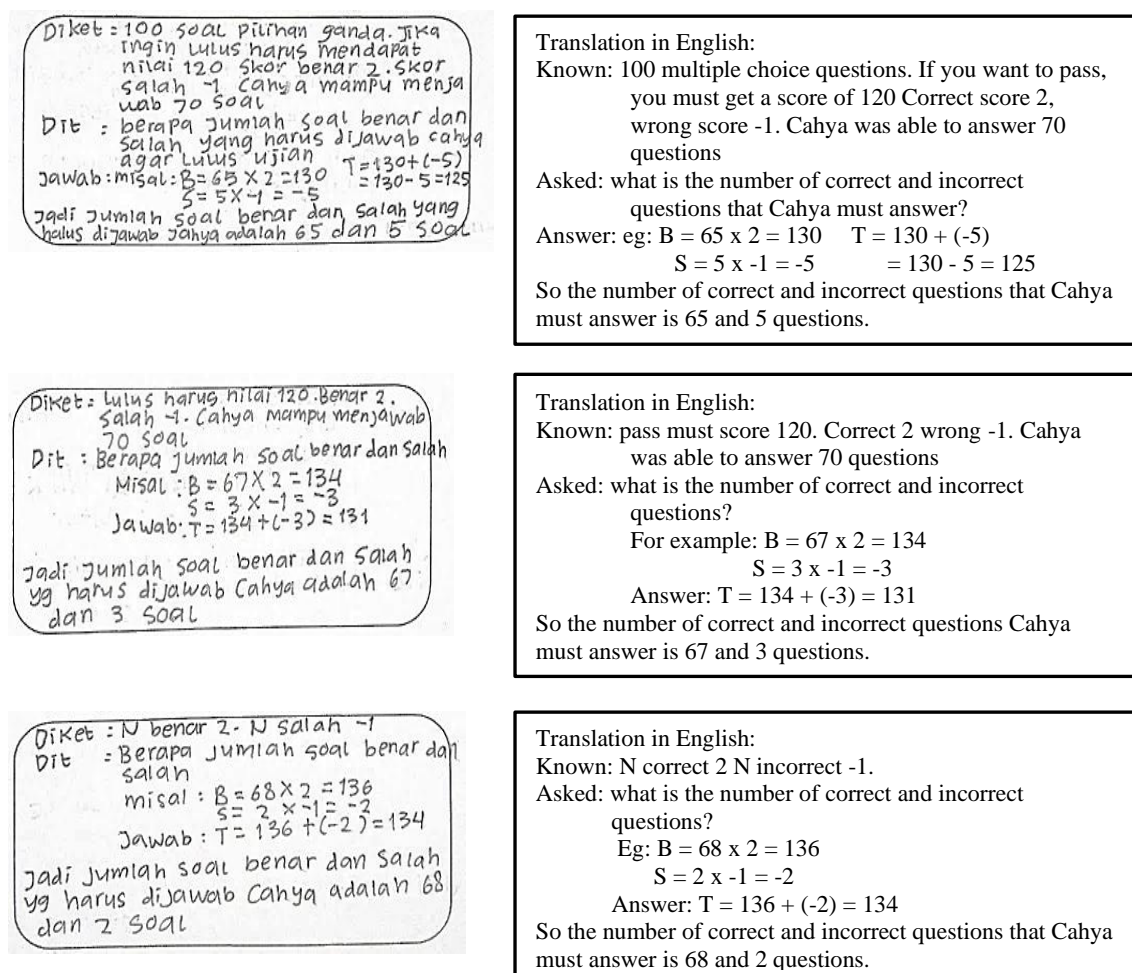 Diket : 100 soal pilihan ganda. Jika
ingin lulus harus mendapat
nilai 120 skor benar 2. skor
salah -1 Cahya mampu menja
wab 70 soal
Dit : berapa jumlah soal benar dan
salah yang harus dijawab cahya
agar lulus ujian
T = 130 + (-5)
Jawab : misal : B = 65 x 2 = 130
= 130 - 5 = 125
S = 5 x -1 = -5
Jadi jumlah soal benar dan salah yang
halus dijawab Jahya adalah 65 dan 5 soal
Translation in English:
Known: 100 multiple choice questions. If you want to pass,
you must get a score of 120 Correct score 2,
wrong score -1. Cahya was able to answer 70
questions
Asked: what is the number of correct and incorrect
questions that Cahya must answer?
Answer: eg: B = 65 x 2 = 130 T = 130 + (-5)
S = 5 x -1 = -5 = 130 - 5 = 125
So the number of correct and incorrect questions that Cahya
must answer is 65 and 5 questions.
Diket : Lulus harus nilai 120. Benar 2.
Salah -1. Cahya mampu menjawab
70 soal
Dit : Berapa jumlah soal benar dan salah
Misal : B = 67 x 2 = 134
S = 3 x -1 = -3
Jawab : T = 134 + (-3) = 131
Jadi jumlah soal benar dan salah
yg harus dijawab Cahya adalah 67
dan 3 soal
Translation in English:
Known: pass must score 120. Correct 2 wrong -1. Cahya
was able to answer 70 questions
Asked: what is the number of correct and incorrect
questions?
For example: B = 67 x 2 = 134
S = 3 x -1 = -3
Answer: T = 134 + (-3) = 131
So the number of correct and incorrect questions Cahya
must answer is 67 and 3 questions.
Diket : N benar 2. N salah -1
Dit : Berapa jumlah soal benar dan
salah
misal : B = 68 x 2 = 136
S = 2 x -1 = -2
Jawab : T = 136 + (-2) = 134
Jadi jumlah soal benar dan salah
yg harus dijawab Cahya adalah 68
dan 2 soal
Translation in English:
Known: N correct 2 N incorrect -1.
Asked: what is the number of correct and incorrect
questions?
Eg: B = 68 x 2 = 136
S = 2 x -1 = -2
Answer: T = 136 + (-2) = 134
So the number of correct and incorrect questions that Cahya
must answer is 68 and 2 questions.